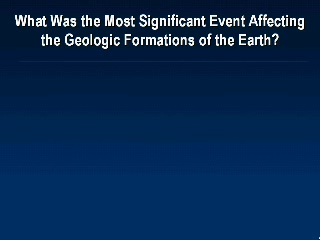 What Was the Most Significant Event Affecting
the Geologic Formations of the Earth?